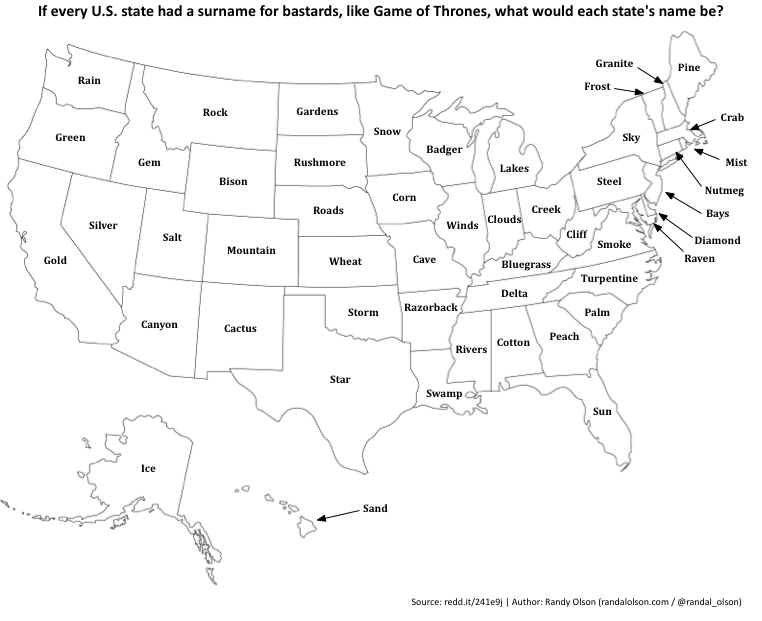 If every U.S. state had a surname for bastards, like Game of Thrones, what would each state's name be?
Granite
Pine
Rain
Frost
Rock
Gardens
Crab
Snow
Green
Sky
Badger
Gem
Rushmore
Mist
Lakes
Bison
Steel
Nutmeg
Corn
Roads
Creek
Bays
Silver
Winds
Clouds
Salt
Cliff
Diamond
Smoke
Mountain
Raven
Gold
Wheat
Cave
Bluegrass
Turpentine
Delta
Razorback
Storm
Palm
Canyon
Cactus
Peach
Cotton
Rivers
Star
Swamp
Sun
Ice
Sand
Source: redd.it/241e9j | Author: Randy Olson (randalolson.com / @randal_olson)